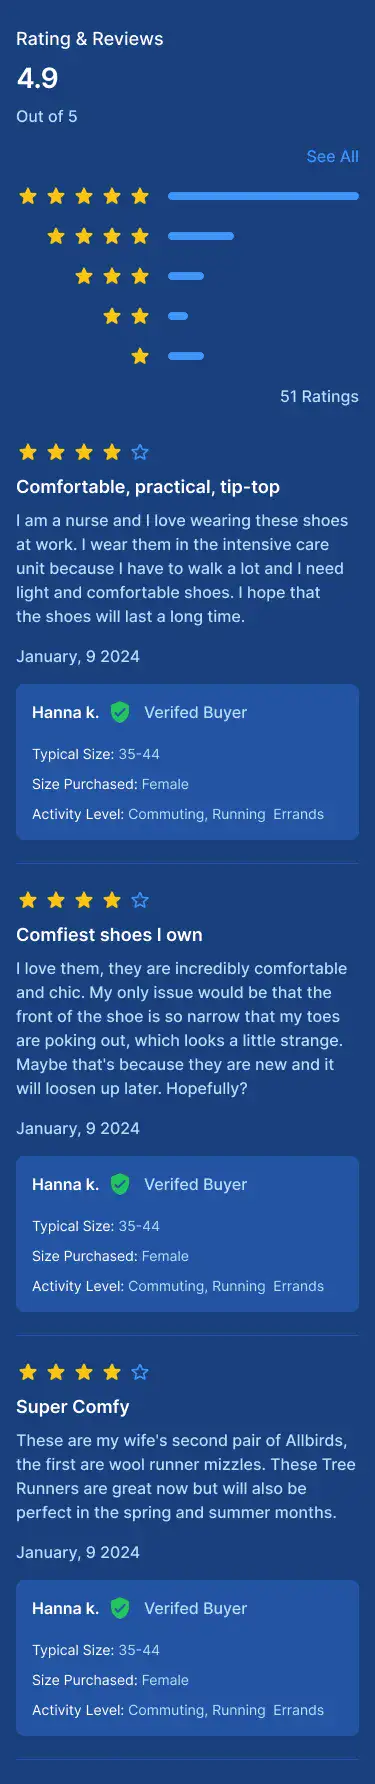 Rating & Reviews
4.9
Out of 5
See All
51 Ratings
Comfortable, practical, tip-top
I am a nurse and I love wearing these shoes
at work. I wear them in the intensive care
unit because I have to walk a lot and I need
light and comfortable shoes. I hope that
the shoes will last a long time.
January, 9 2024
Hanna k. Verifed Buyer
Typical Size: 35-44
Size Purchased: Female
Activity Level: Commuting, Running Errands
Comfiest shoes I own
I love them, they are incredibly comfortable
and chic. My only issue would be that the
front of the shoe is so narrow that my toes
are poking out, which looks a little strange.
Maybe that's because they are new and it
will loosen up later. Hopefully?
January, 9 2024
Hanna k. Verifed Buyer
Typical Size: 35-44
Size Purchased: Female
Activity Level: Commuting, Running Errands
Super Comfy
These are my wife's second pair of Allbirds,
the first are wool runner mizzles. These Tree
Runners are great now but will also be
perfect in the spring and summer months.
January, 9 2024
Hanna k. Verifed Buyer
Typical Size: 35-44
Size Purchased: Female
Activity Level: Commuting, Running Errands